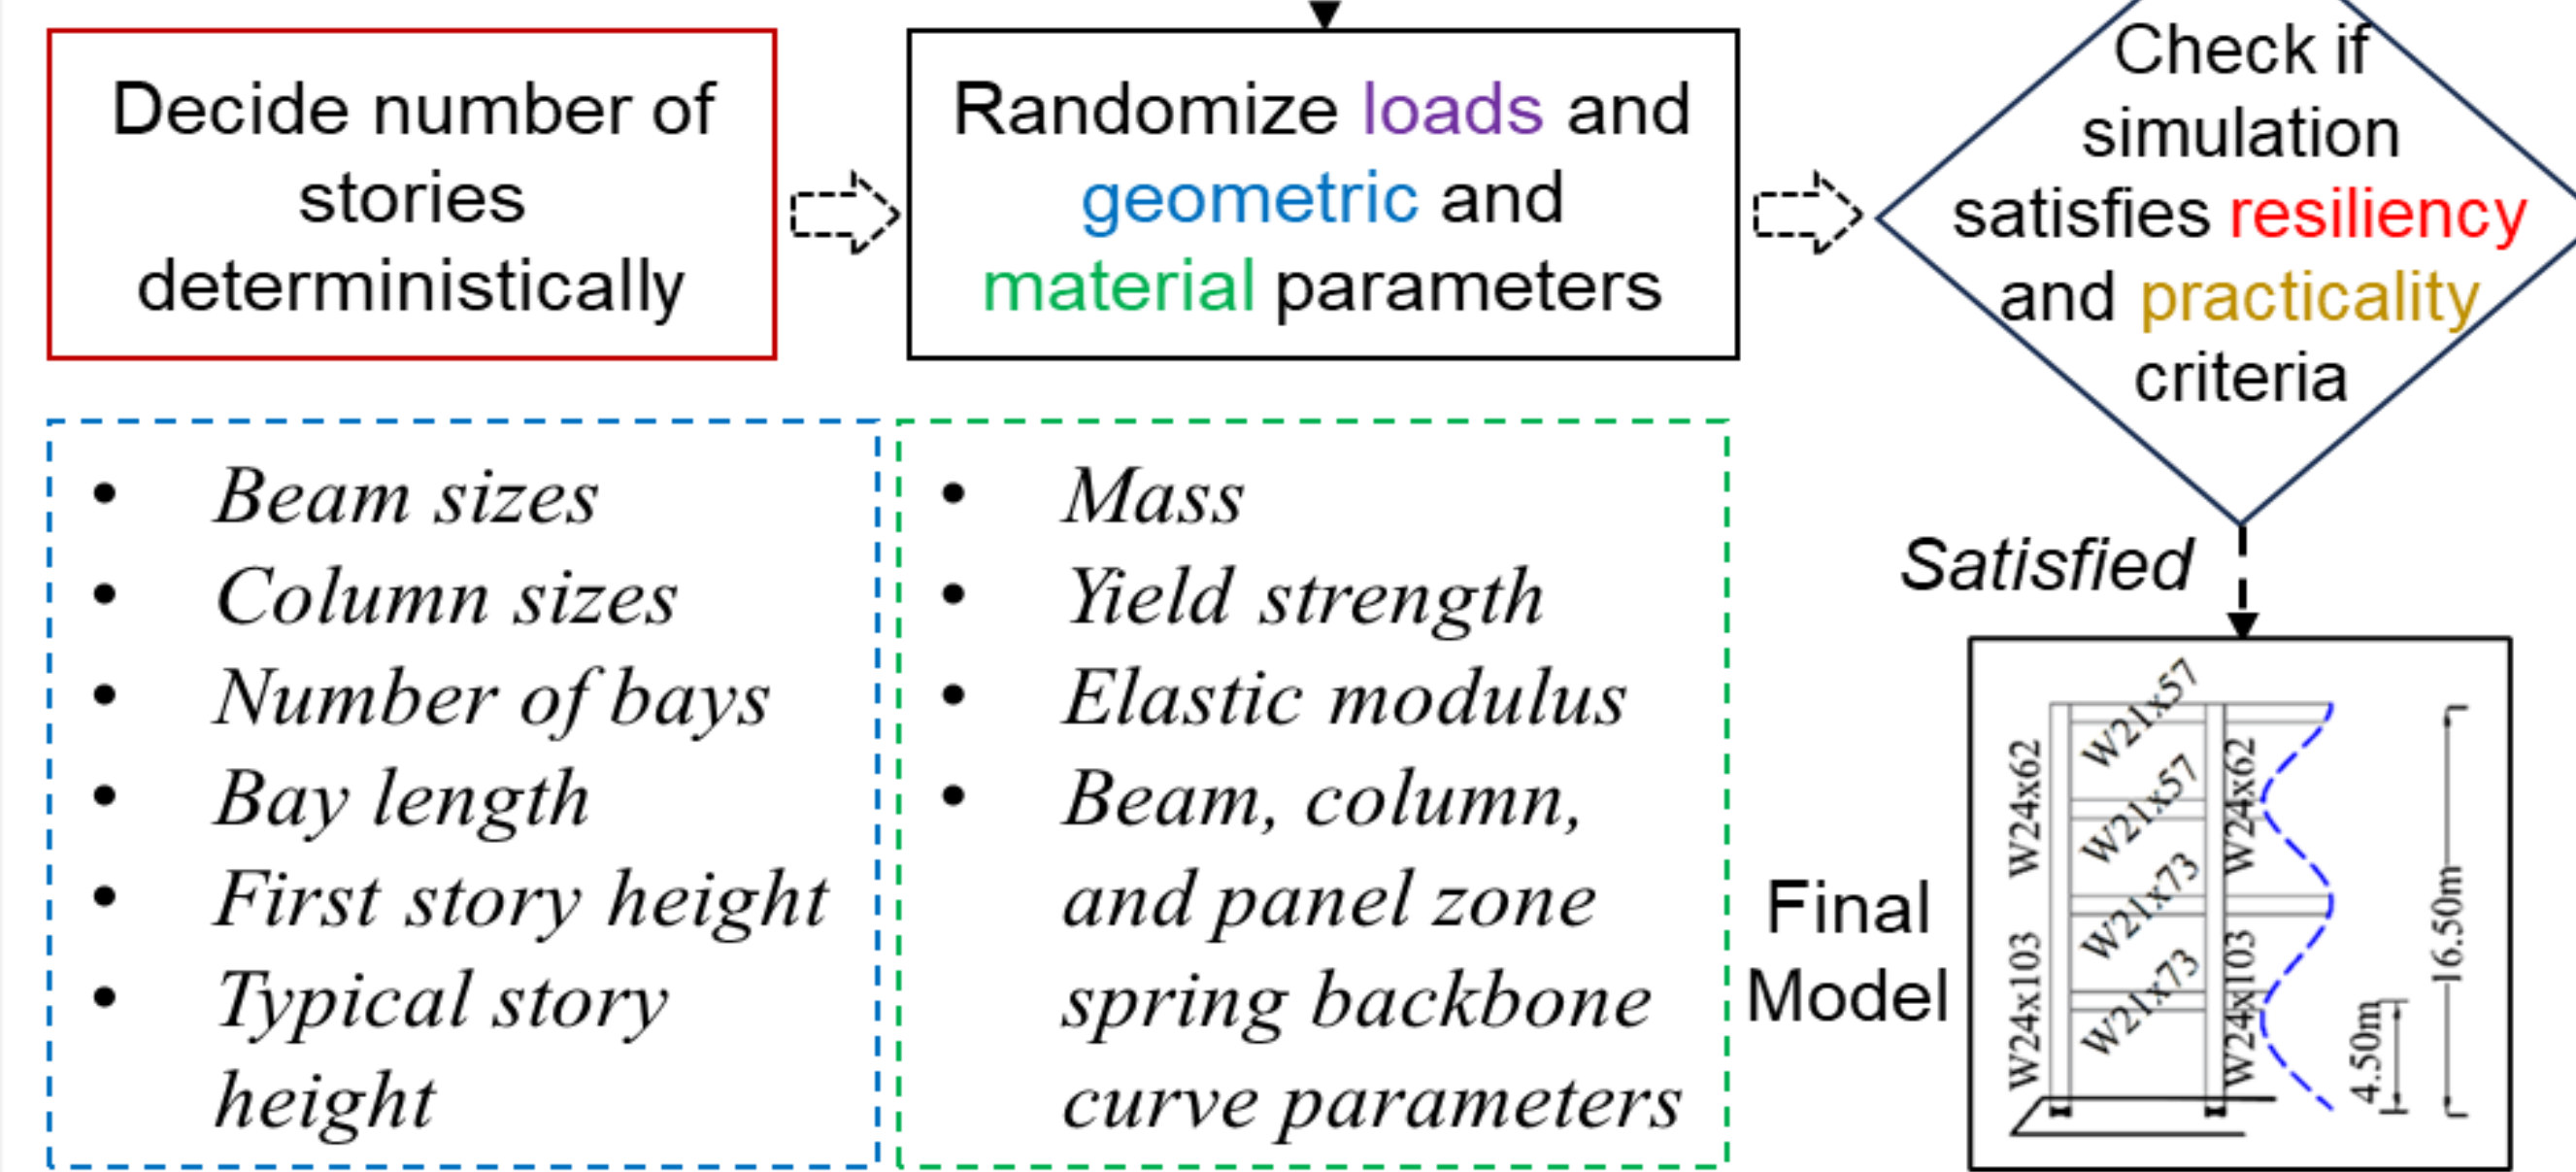 Decide number of
stories
deterministically
Randomize loads and
geometric and
material parameters
Check if
simulation
satisfies resiliency
and practicality
criteria
• Beam sizes
• Column sizes
• Number of bays
• Bay length
• First story height
• Typical story
height
• Mass
• Yield strength
• Elastic modulus
• Beam, column,
and panel zone
spring backbone
curve parameters
Satisfied
Final
Model
W24x62
W24x103
W21x57
W21x57
W21x73
W21x73
W24x62
W24x103
4.50m
16.50m